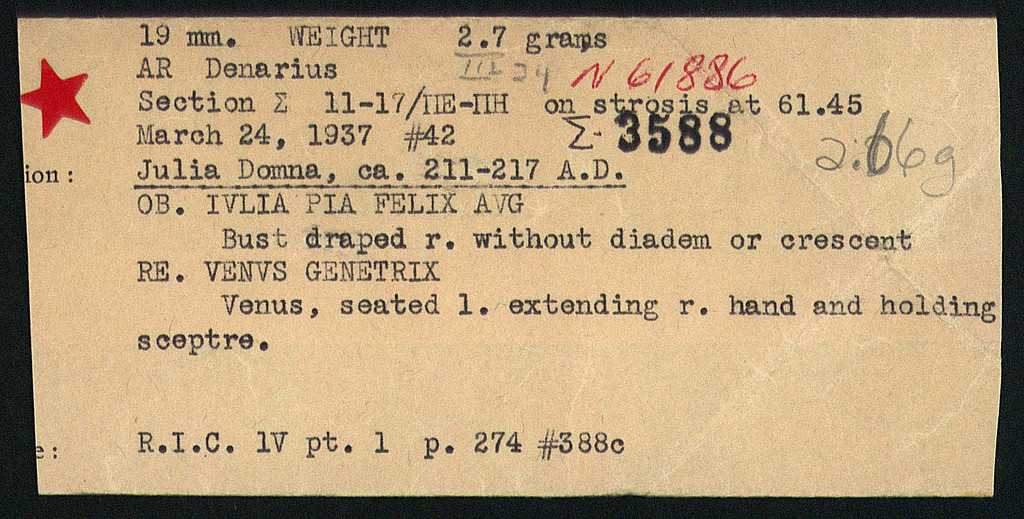 19 mm. WEIGHT 2.7 grams
AR Denarius III 34 N 61886
Section Σ 11-17/ΠΕ-ΠΗ on strosis at 61.45
March 24, 1937 #42 Σ- 3588
2.66g
ion: Julia Domna, ca. 211-217 A.D.
OB. IVLIA PIA FELIX AVG
Bust draped r. without diadem or crescent
RE. VENVS GENETRIX
Venus, seated l. extending r. hand and holding
sceptre.
e: R.I.C. lV pt. 1 p. 274 #388c